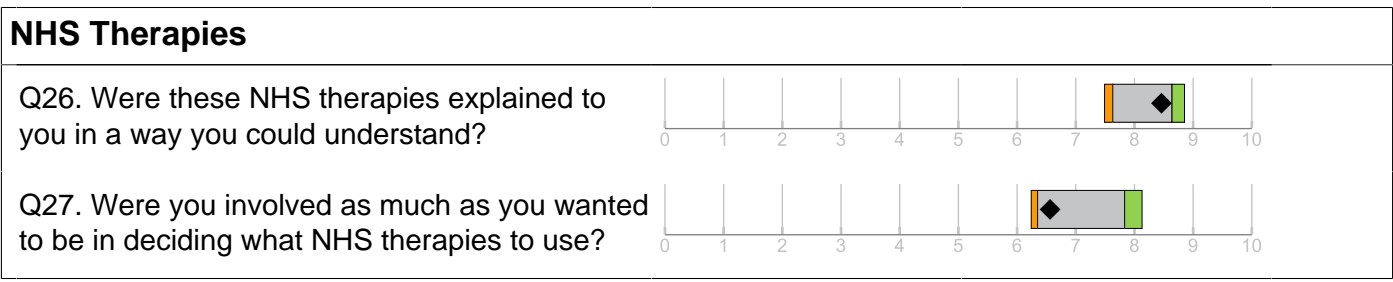 NHS Therapies
Q26. Were these NHS therapies explained to
you in a way you could understand?
0 1 2 3 4 5 6 7 8 9 10
Q27. Were you involved as much as you wanted
to be in deciding what NHS therapies to use?
0 1 2 3 4 5 6 7 8 9 10